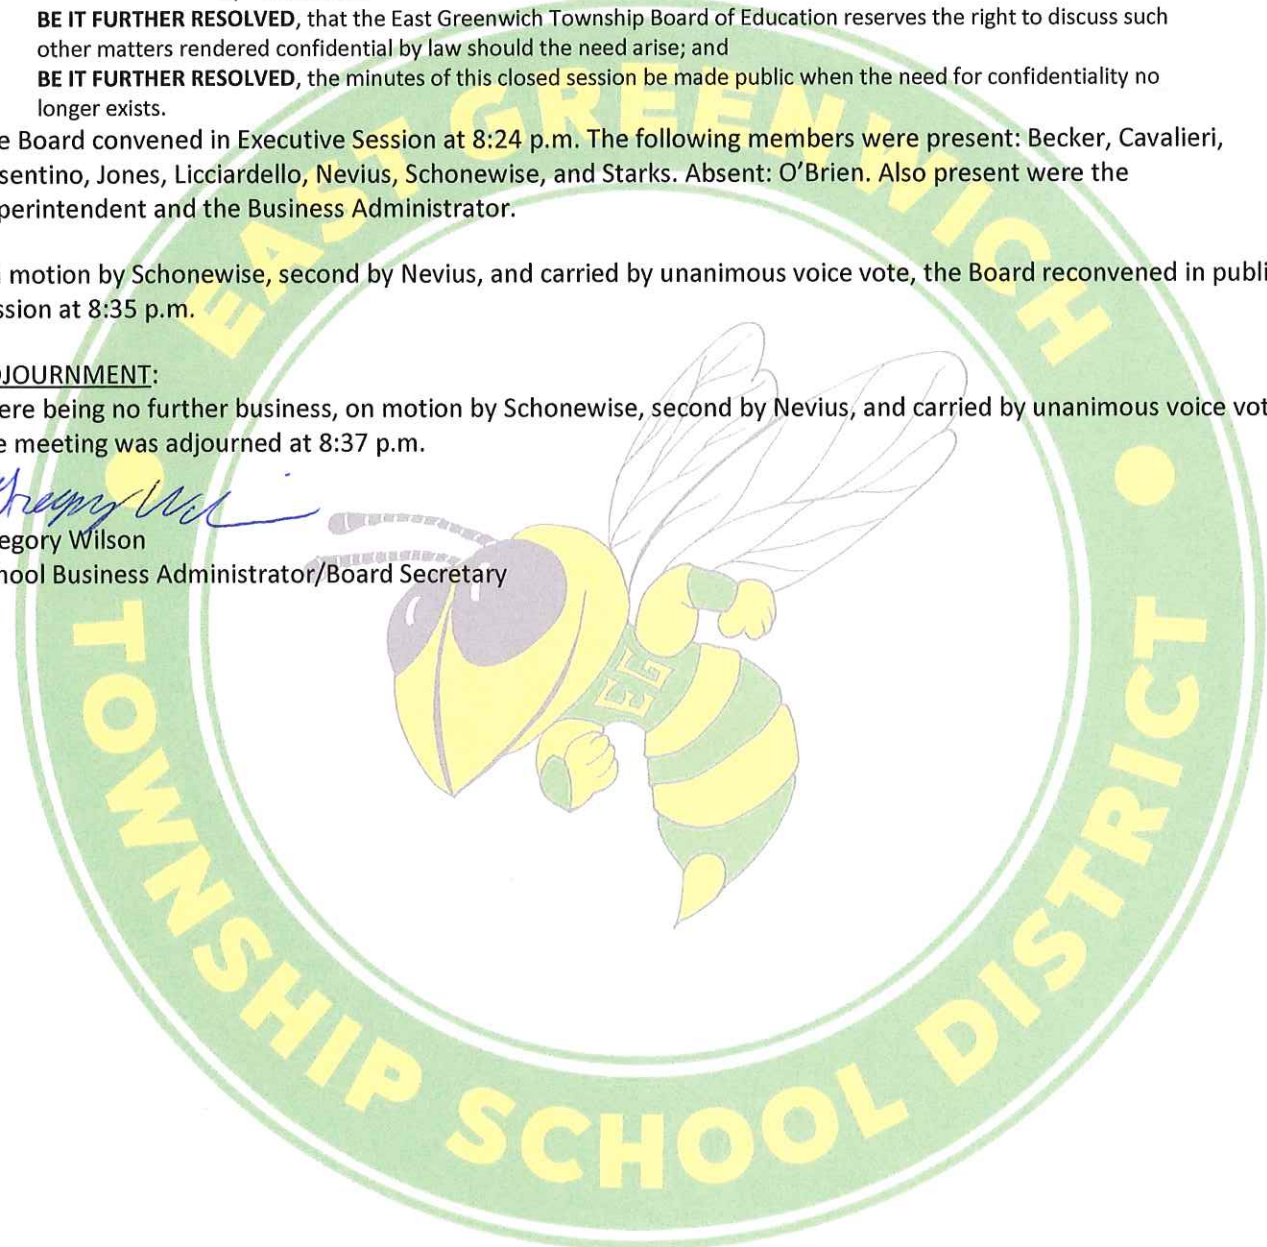 BE IT FURTHER RESOLVED, that the East Greenwich Township Board of Education reserves the right to discuss such
other matters rendered confidential by law should the need arise; and
BE IT FURTHER RESOLVED, the minutes of this closed session be made public when the need for confidentiality no
longer exists.
e Board convened in Executive Session at 8:24 p.m. The following members were present: Becker, Cavalieri,
sentino, Jones, Licciardello, Nevius, Schonewise, and Starks. Absent: O'Brien. Also present were the
perintendent and the Business Administrator.
motion by Schonewise, second by Nevius, and carried by unanimous voice vote, the Board reconvened in publi
ssion at 8:35 p.m.
DJOURNMENT:
ere being no further business, on motion by Schonewise, second by Nevius, and carried by unanimous voice vot
e meeting was adjourned at 8:37 p.m.
egory Wilson
hool Business Administrator/Board Secretary
EAST GREENWICH
EG
TOWNSHIP SCHOOL DISTRICT